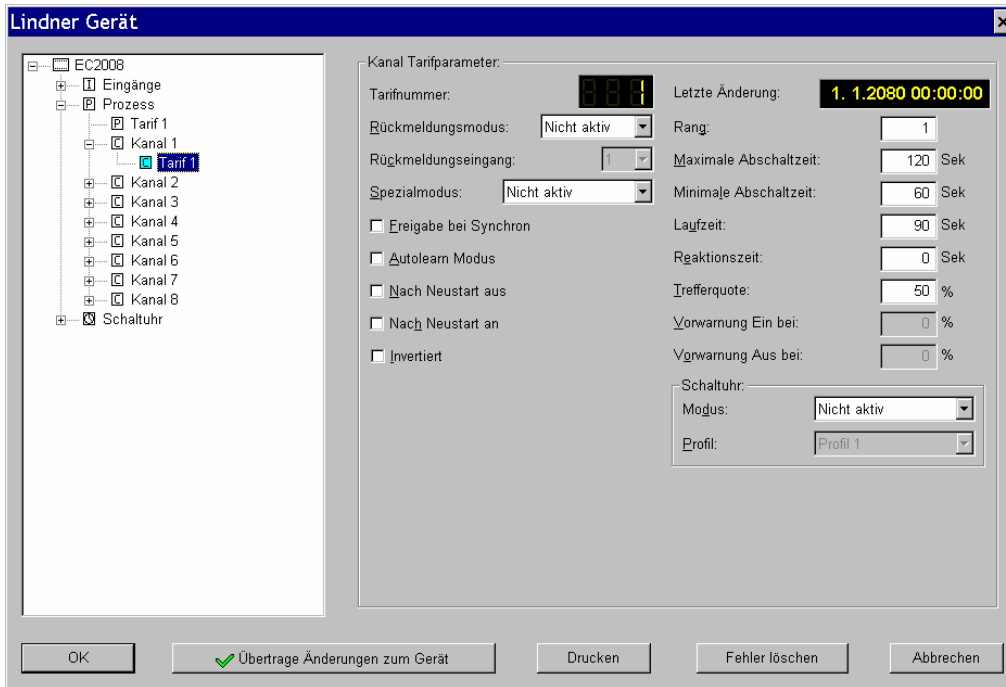 Lindner Gerät
EC2008
Eingänge
Prozess
Tarif 1
Kanal 1
Tarif 1
Kanal 2
Kanal 3
Kanal 4
Kanal 5
Kanal 6
Kanal 7
Kanal 8
Schaltuhr
Kanal Tarifparameter:
Tarifnummer: 1
Rückmeldungsmodus: Nicht aktiv
Rückmeldungseingang: 1
Spezialmodus: Nicht aktiv
Freigabe bei Synchron
Autolearn Modus
Nach Neustart aus
Nach Neustart an
Invertiert
Letzte Änderung: 1. 1.2080 00:00:00
Rang: 1
Maximale Abschaltzeit: 120 Sek
Minimale Abschaltzeit: 60 Sek
Laufzeit: 90 Sek
Reaktionszeit: 0 Sek
Trefferquote: 50 %
Vorwarnung Ein bei: 0 %
Vorwarnung Aus bei: 0 %
Schaltuhr:
Modus: Nicht aktiv
Profil: Profil 1
OK
Übertrage Änderungen zum Gerät
Drucken
Fehler löschen
Abbrechen